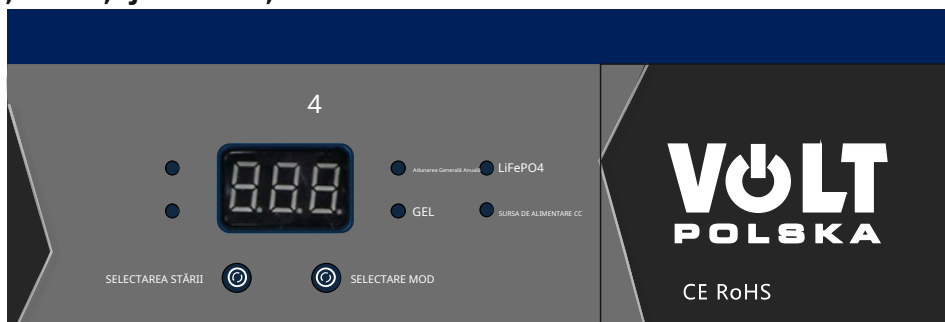 4
8.8.8.
Adunarea Generală Anuală
LiFePO4
GEL
SURSA DE ALIMENTARE CC
SELECTAREA STĂRII
SELECTARE MOD
VOLT
POLSKA
CE RoHS